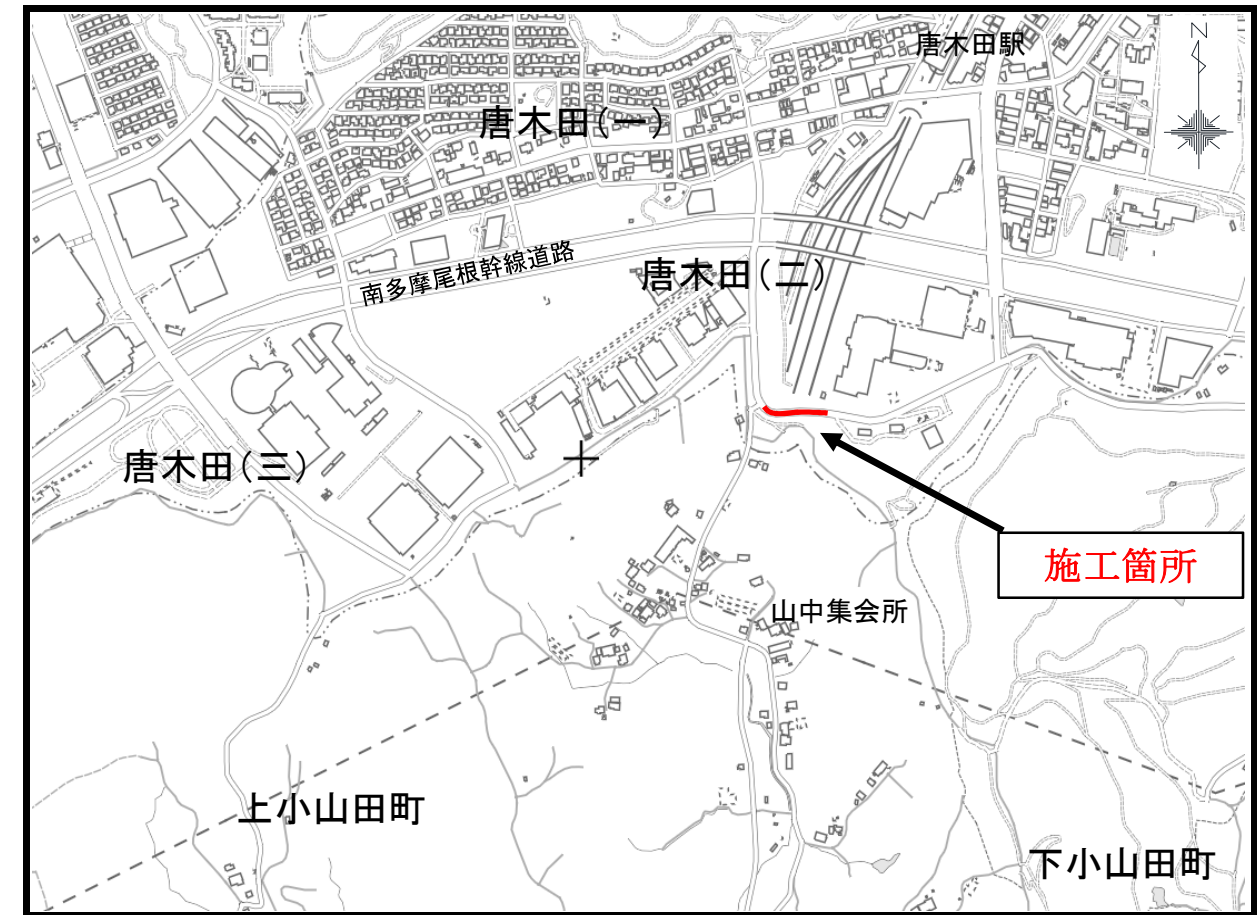 唐木田駅
N
唐木田(一)
南多摩尾根幹線道路
唐木田(二)
唐木田(三)
施工箇所
山中集会所
上小山田町
下小山田町